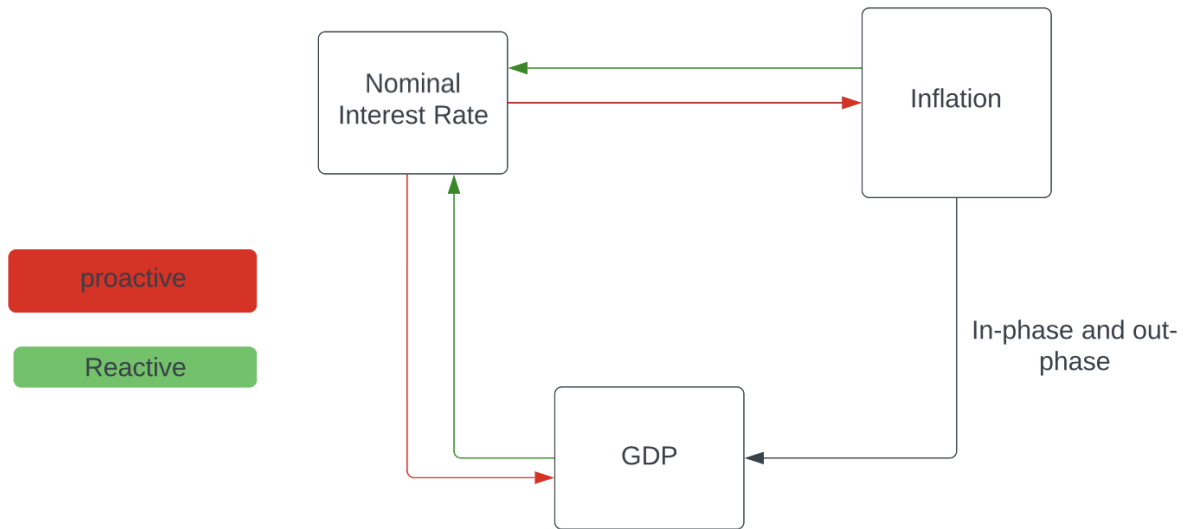 Nominal
Interest Rate
Inflation
proactive
Reactive
In-phase and out-
phase
GDP